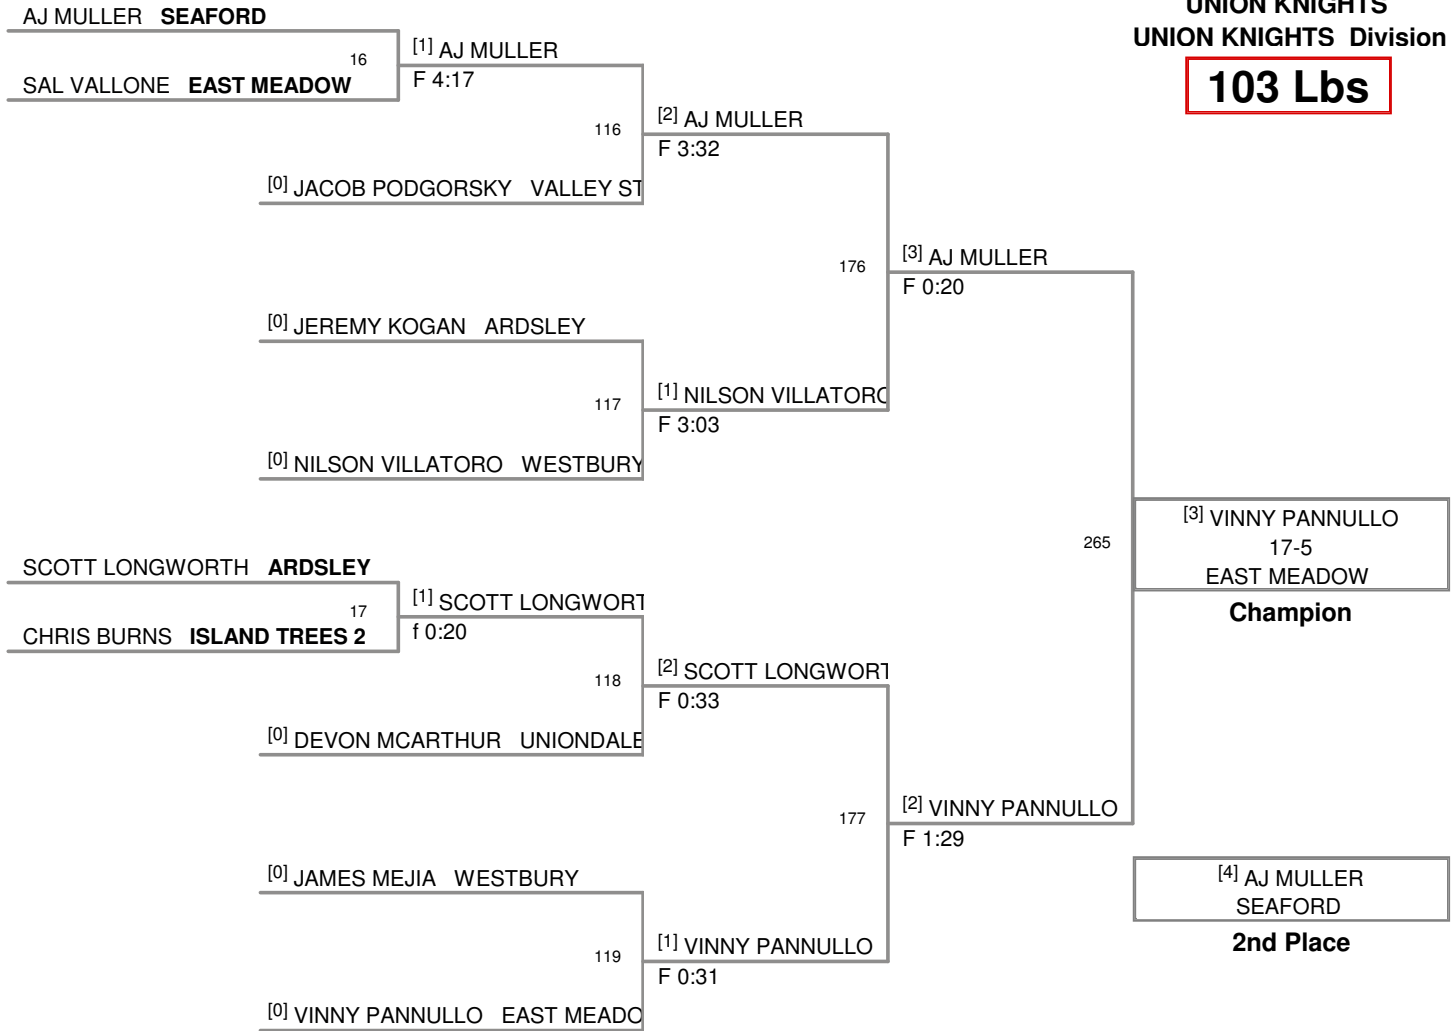 UNION KNIGHTS
UNION KNIGHTS Division
103 Lbs
AJ MULLER SEAFORD
16
SAL VALLONE EAST MEADOW
[1] AJ MULLER
F 4:17
116
[0] JACOB PODGORSKY VALLEY ST
[2] AJ MULLER
F 3:32
176
[0] JEREMY KOGAN ARDSLEY
117
[0] NILSON VILLATORO WESTBURY
[1] NILSON VILLATORO
F 3:03
[3] AJ MULLER
F 0:20
265
SCOTT LONGWORTH ARDSLEY
17
CHRIS BURNS ISLAND TREES 2
[1] SCOTT LONGWORT
f 0:20
118
[0] DEVON MCARTHUR UNIONDALE
[2] SCOTT LONGWORT
F 0:33
177
[0] JAMES MEJIA WESTBURY
119
[0] VINNY PANNULLO EAST MEADO
[1] VINNY PANNULLO
F 0:31
[2] VINNY PANNULLO
F 1:29
[3] VINNY PANNULLO
17-5
EAST MEADOW
Champion
[4] AJ MULLER
SEAFORD
2nd Place